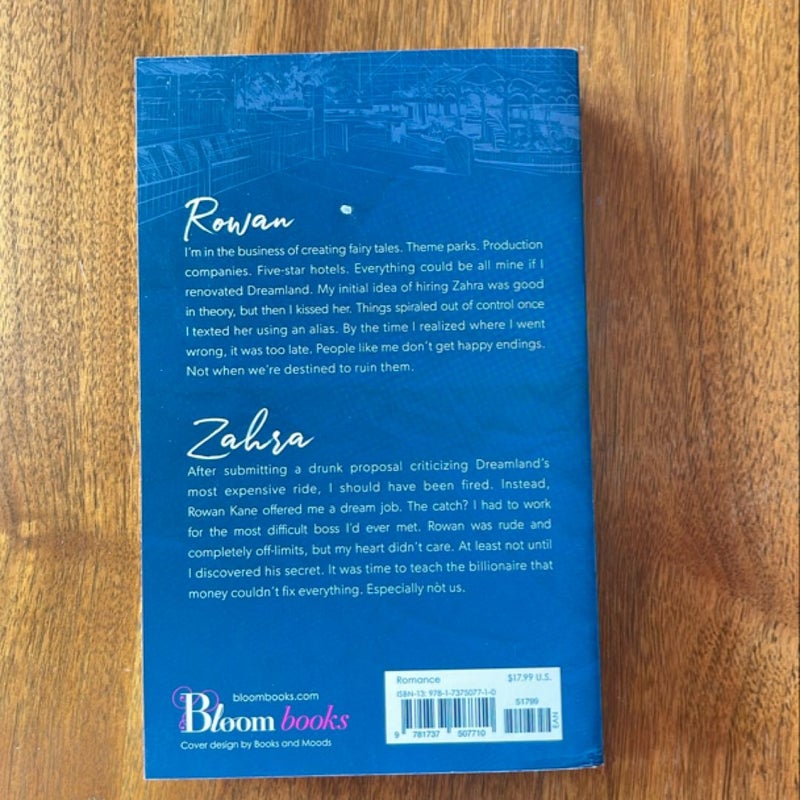 Rowan
I'm in the business of creating fairy tales. Theme parks. Production
companies. Five-star hotels. Everything could be all mine if I
renovated Dreamland. My initial idea of hiring Zahra was good
in theory, but then I kissed her. Things spiraled out of control once
I texted her using an alias. By the time I realized where I went
wrong, it was too late. People like me don't get happy endings.
Not when we're destined to ruin them.
Zahra
After submitting a drunk proposal criticizing Dreamland's
most expensive ride, I should have been fired. Instead,
Rowan Kane offered me a dream job. The catch? I had to work
for the most difficult boss I'd ever met. Rowan was rude and
completely off-limits, but my heart didn't care. At least not until
I discovered his secret. It was time to teach the billionaire that
money couldn't fix everything. Especially not us.
bloombooks.com
Bloom books
Cover design by Books and Moods
Romance $17.99 U.S.
ISBN-13: 978-1-7375077-1-0
51799
EAN
9 781737 507710